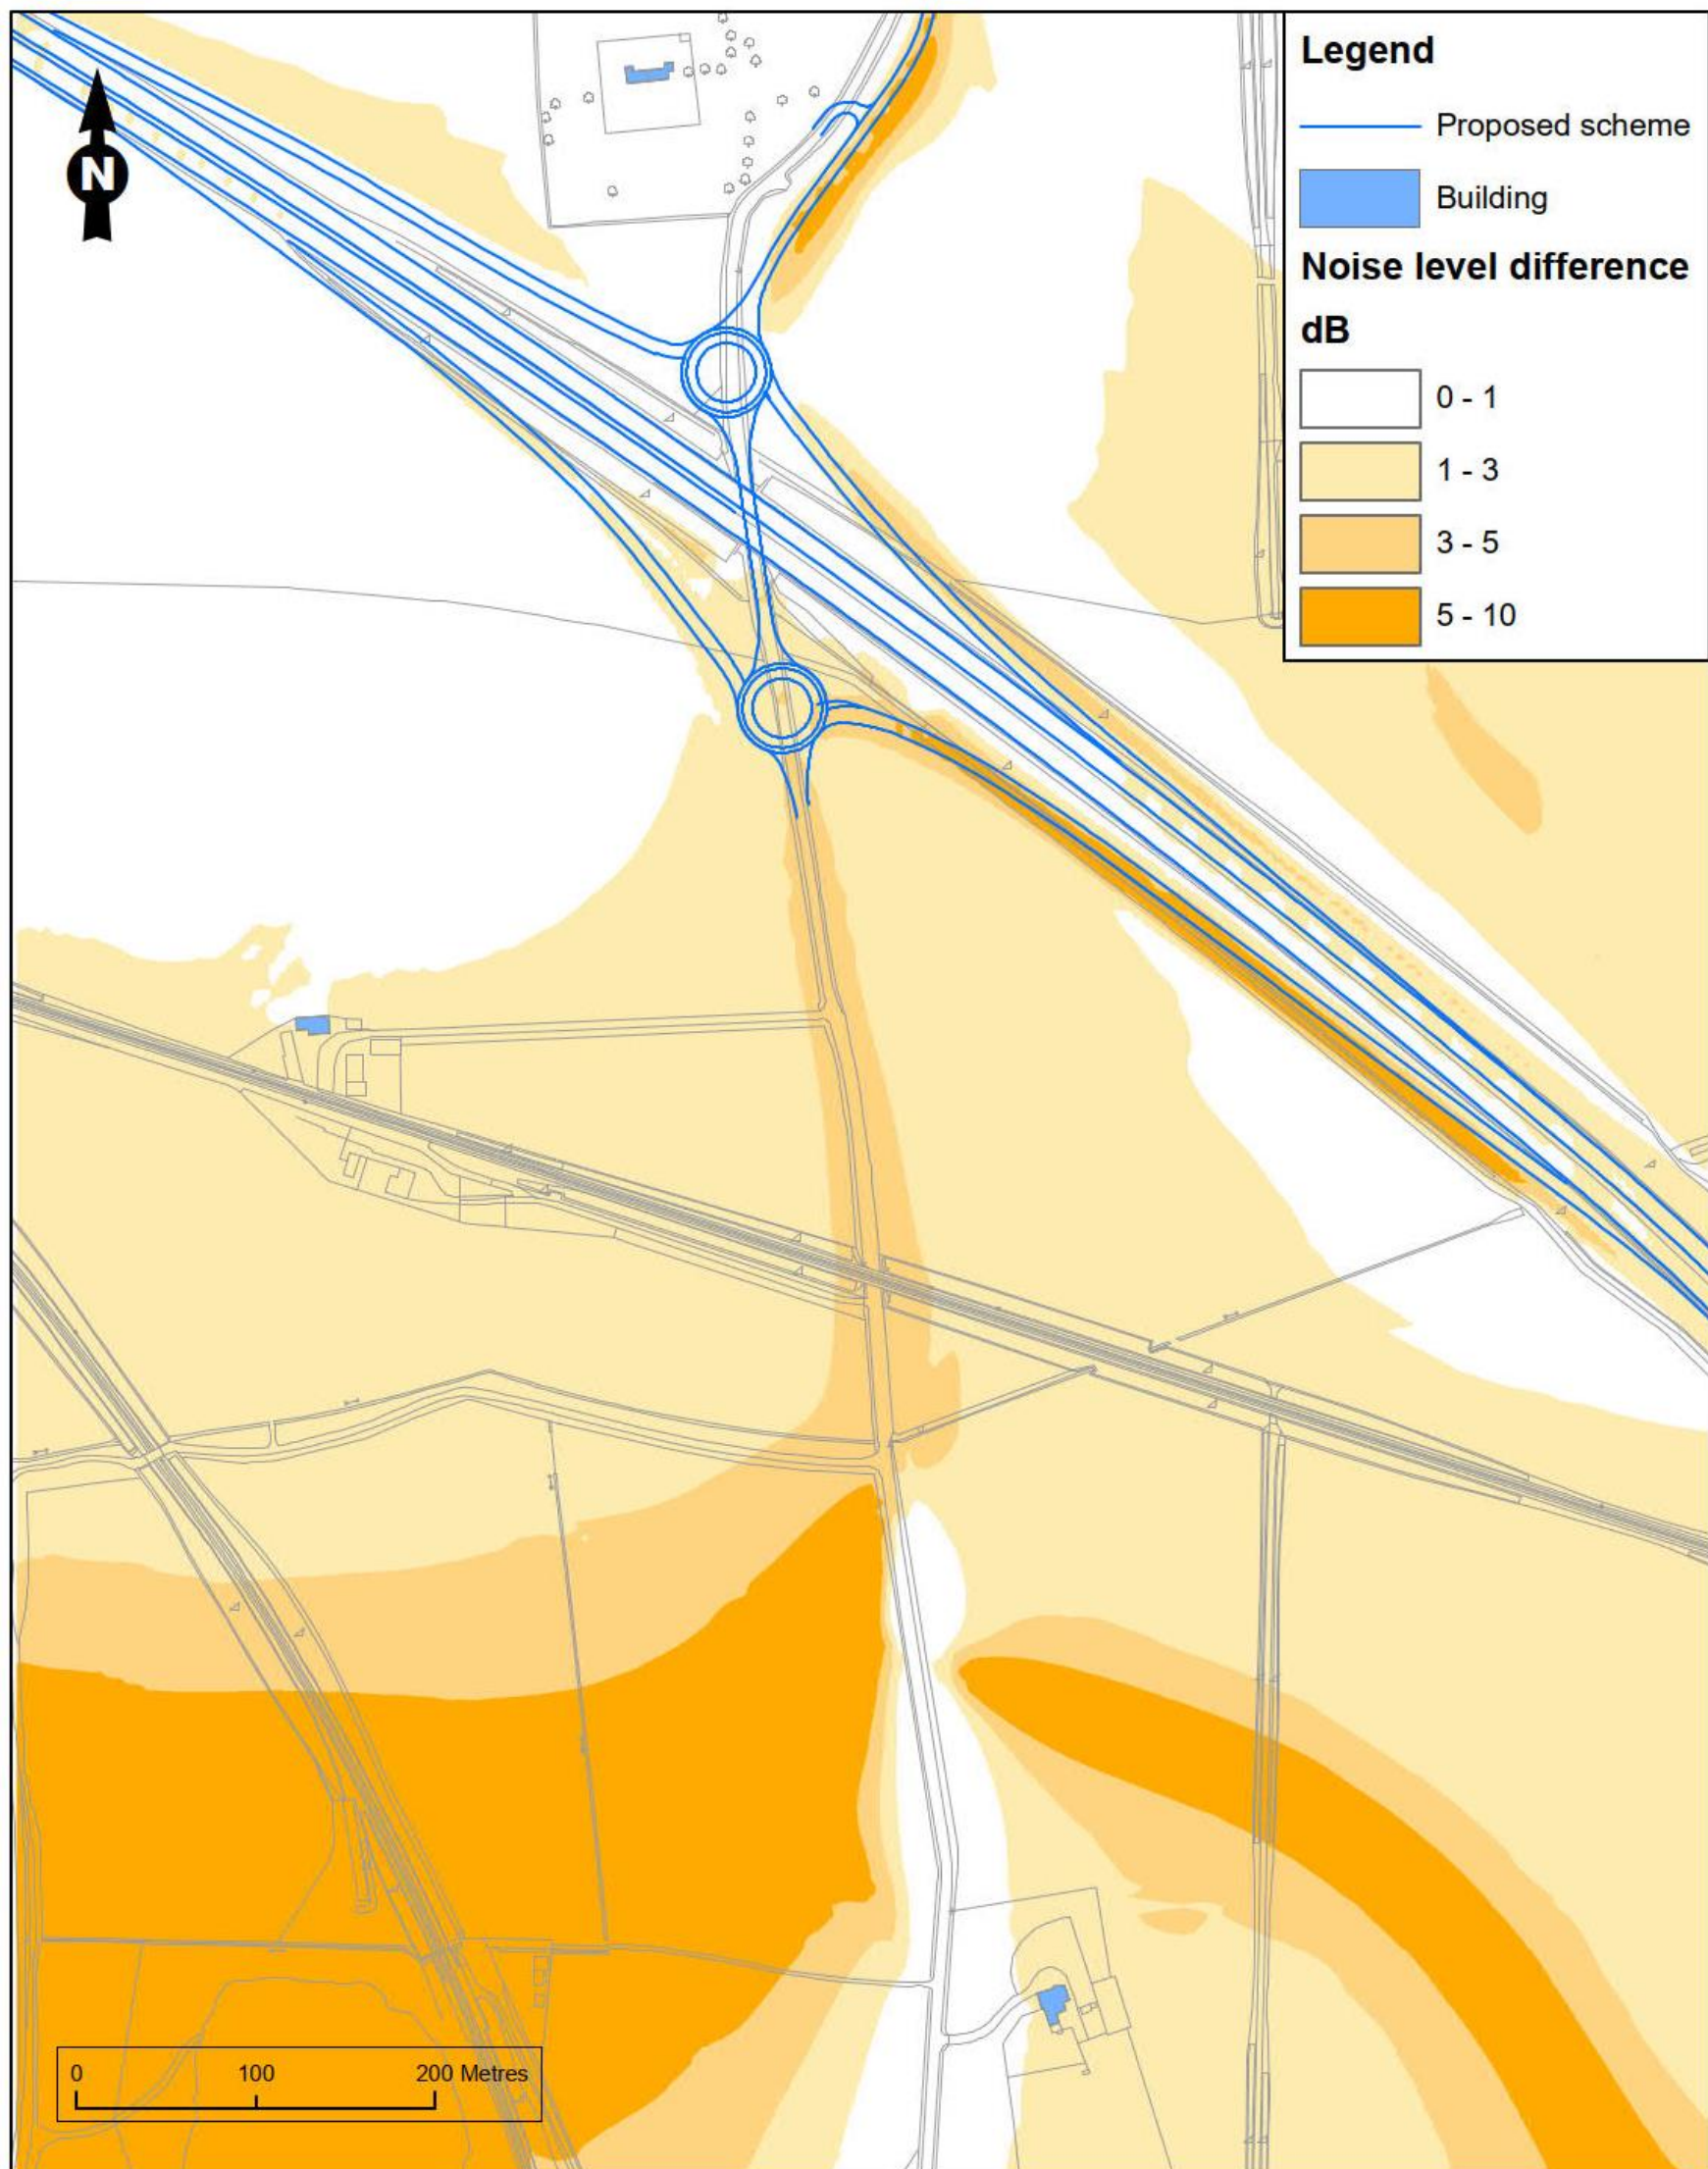 N
Legend
Proposed scheme
Building
Noise level difference
dB
0 - 1
1 - 3
3 - 5
5 - 10
0 100 200 Metres